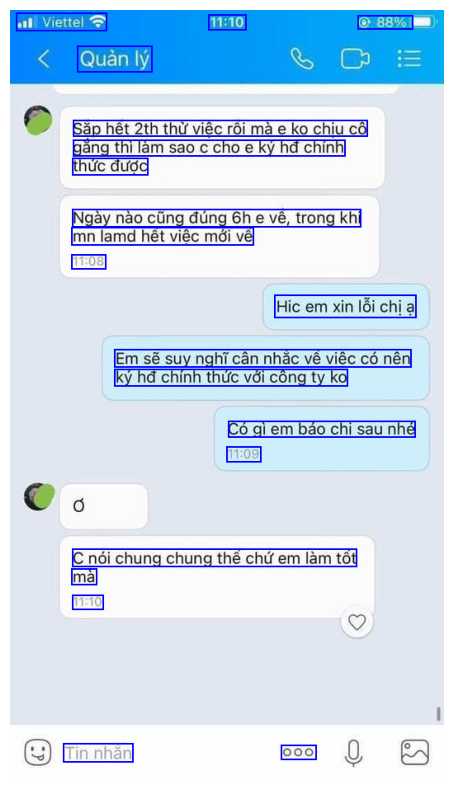 Viettel 11:10 88%
Quản lý
Sắp hết 2th thử việc rồi mà e ko chịu cố
gắng thì làm sao c cho e ký hđ chính
thức được
Ngày nào cũng đúng 6h e về, trong khi
mn lamd hết việc mới về
11:08
Hic em xin lỗi chị ạ
Em sẽ suy nghĩ cân nhắc về việc có nên
ký hđ chính thức với công ty ko
Có gì em báo chị sau nhé
11:09
Ơ
C nói chung chung thế chứ em làm tốt
mà
11:10
Tin nhắn